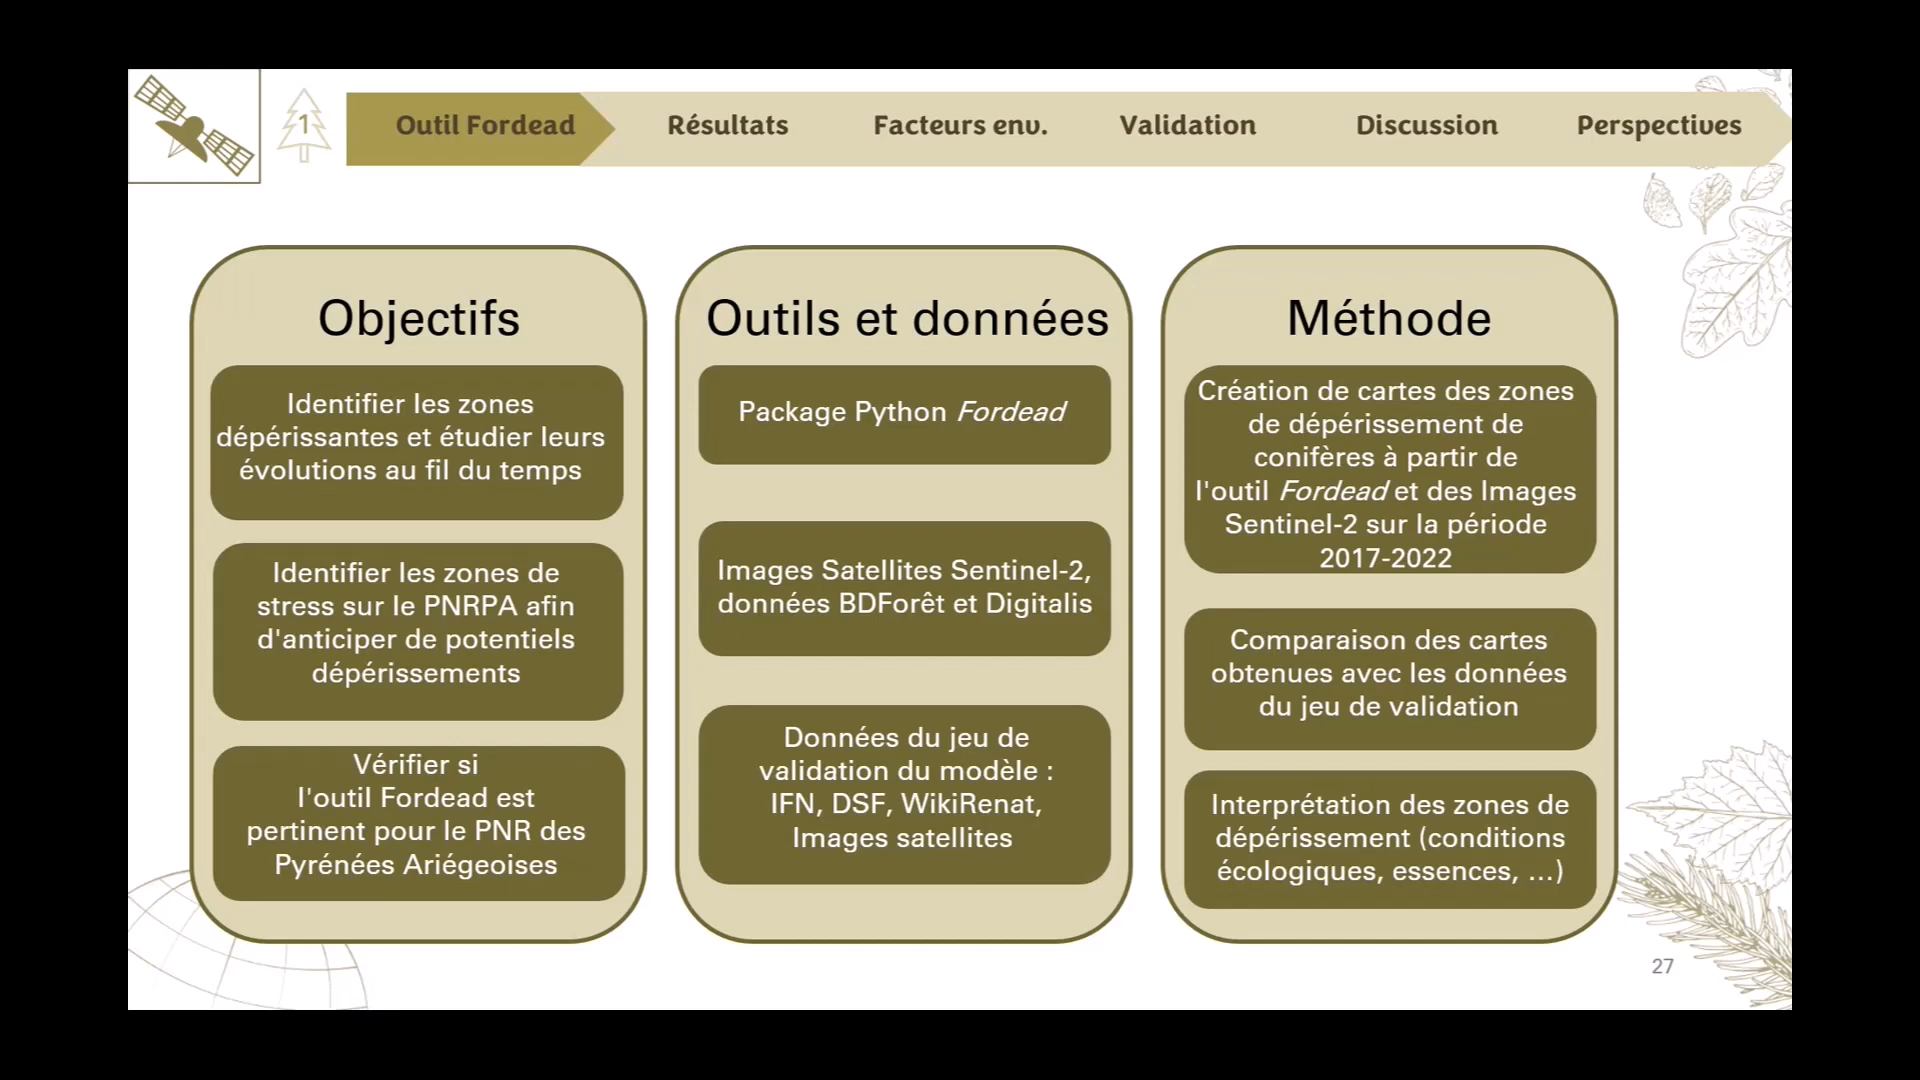 1
Outil Fordead
Résultats
Facteurs env.
Validation
Discussion
Perspectives
Objectifs
Identifier les zones
dépérissantes et étudier leurs
évolutions au fil du temps
Identifier les zones de
stress sur le PNRPA afin
d'anticiper de potentiels
dépérissements
Vérifier si
l'outil Fordead est
pertinent pour le PNR des
Pyrénées Ariégeoises
Outils et données
Package Python Fordead
Images Satellites Sentinel-2,
données BDForêt et Digitalis
Données du jeu de
validation du modèle :
IFN, DSF, WikiRenat,
Images satellites
Méthode
Création de cartes des zones
de dépérissement de
conifères à partir de
l'outil Fordead et des Images
Sentinel-2 sur la période
2017-2022
Comparaison des cartes
obtenues avec les données
du jeu de validation
Interprétation des zones de
dépérissement (conditions
écologiques, essences, ...)
27